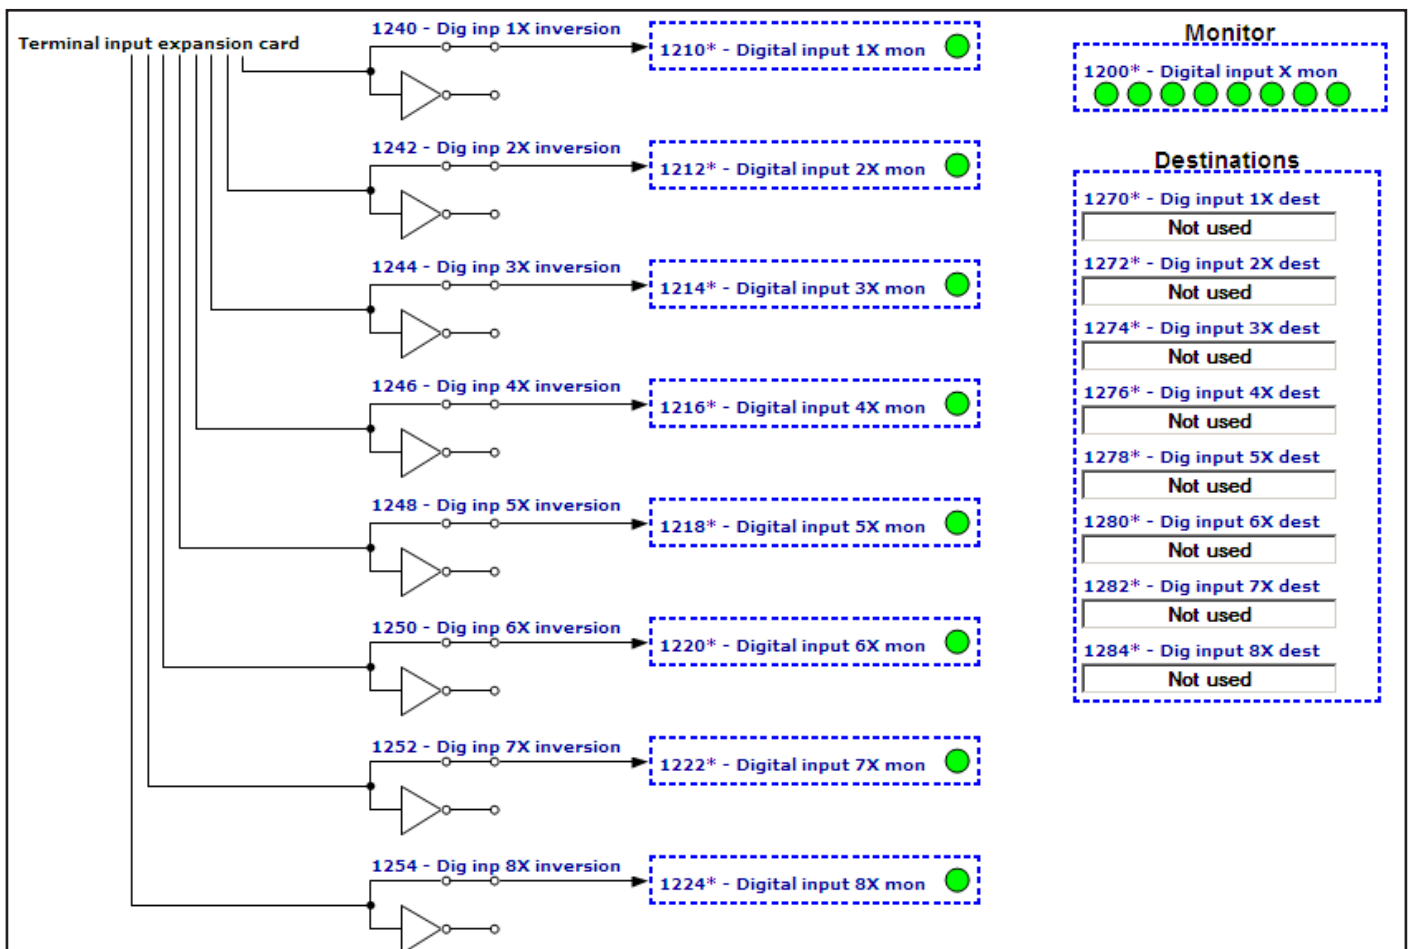 Terminal input expansion card
1240 - Dig inp 1X inversion
1210* - Digital input 1X mon
1242 - Dig inp 2X inversion
1212* - Digital input 2X mon
1244 - Dig inp 3X inversion
1214* - Digital input 3X mon
1246 - Dig inp 4X inversion
1216* - Digital input 4X mon
1248 - Dig inp 5X inversion
1218* - Digital input 5X mon
1250 - Dig inp 6X inversion
1220* - Digital input 6X mon
1252 - Dig inp 7X inversion
1222* - Digital input 7X mon
1254 - Dig inp 8X inversion
1224* - Digital input 8X mon
Monitor
1200* - Digital input X mon
Destinations
1270* - Dig input 1X dest
Not used
1272* - Dig input 2X dest
Not used
1274* - Dig input 3X dest
Not used
1276* - Dig input 4X dest
Not used
1278* - Dig input 5X dest
Not used
1280* - Dig input 6X dest
Not used
1282* - Dig input 7X dest
Not used
1284* - Dig input 8X dest
Not used